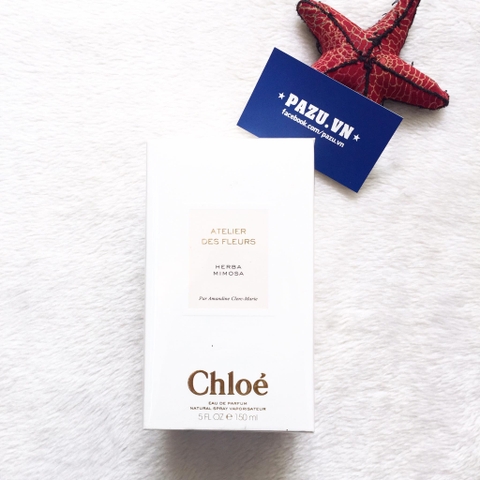 ★ PAZU.VN ★
facebook.com/pazu.vn
ATELIER
DES FLEURS
HERBA
MIMOSA
Par Amandine Clerc-Marie
Chloé
EAU DE PARFUM
NATURAL SPRAY VAPORISATEUR
5 FL.OZ ℮ 150 ml